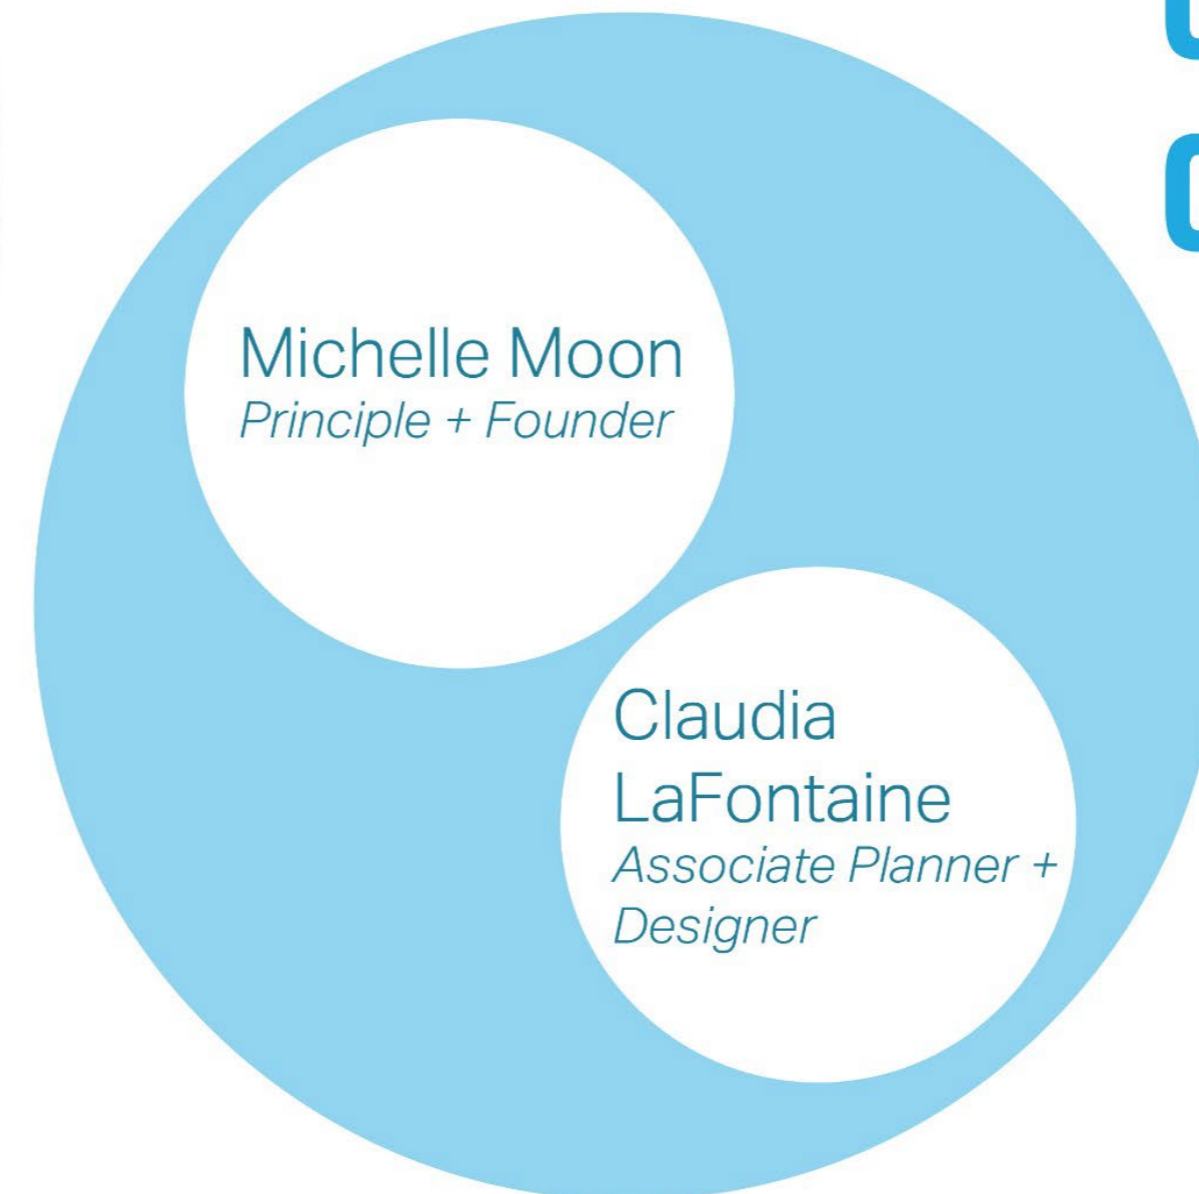 Michelle Moon
Principle + Founder
Claudia
LaFontaine
Associate Planner +
Designer